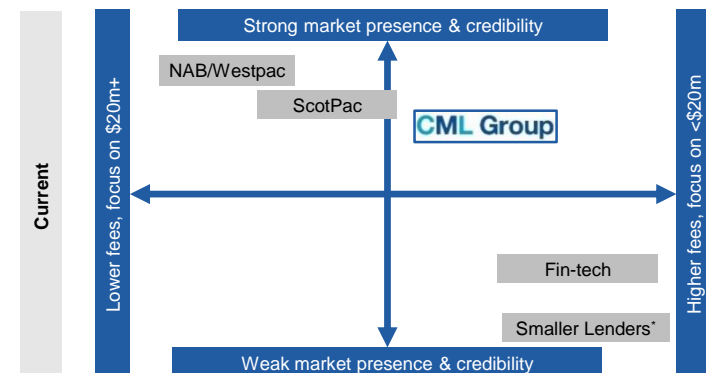 Strong market presence & credibility
NAB/Westpac
ScotPac
CML Group
Current
Lower fees, focus on $20m+
Higher fees, focus on <$20m
Fin-tech
Smaller Lenders*
Weak market presence & credibility